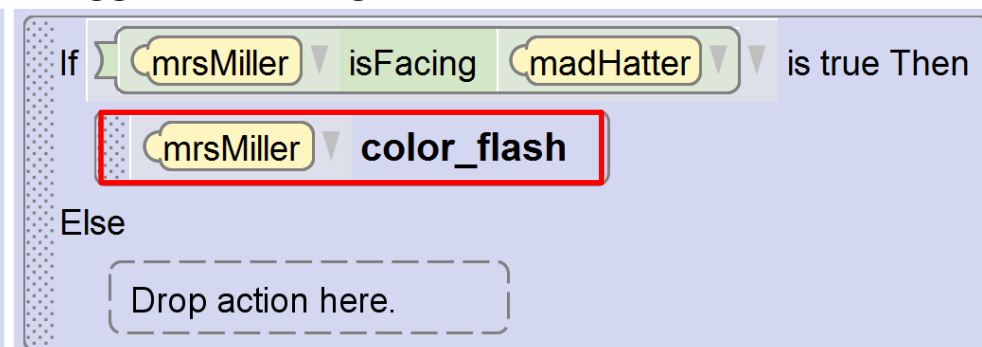 If mrsMiller isFacing madHatter is true Then
mrsMiller color_flash
Else
Drop action here.